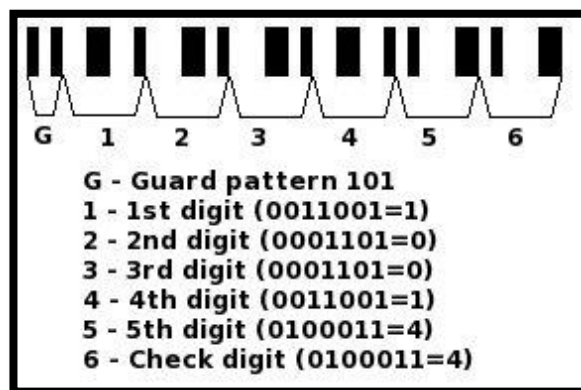 G 1 2 3 4 5 6
G - Guard pattern 101
1 - 1st digit (0011001=1)
2 - 2nd digit (0001101=0)
3 - 3rd digit (0001101=0)
4 - 4th digit (0011001=1)
5 - 5th digit (0100011=4)
6 - Check digit (0100011=4)